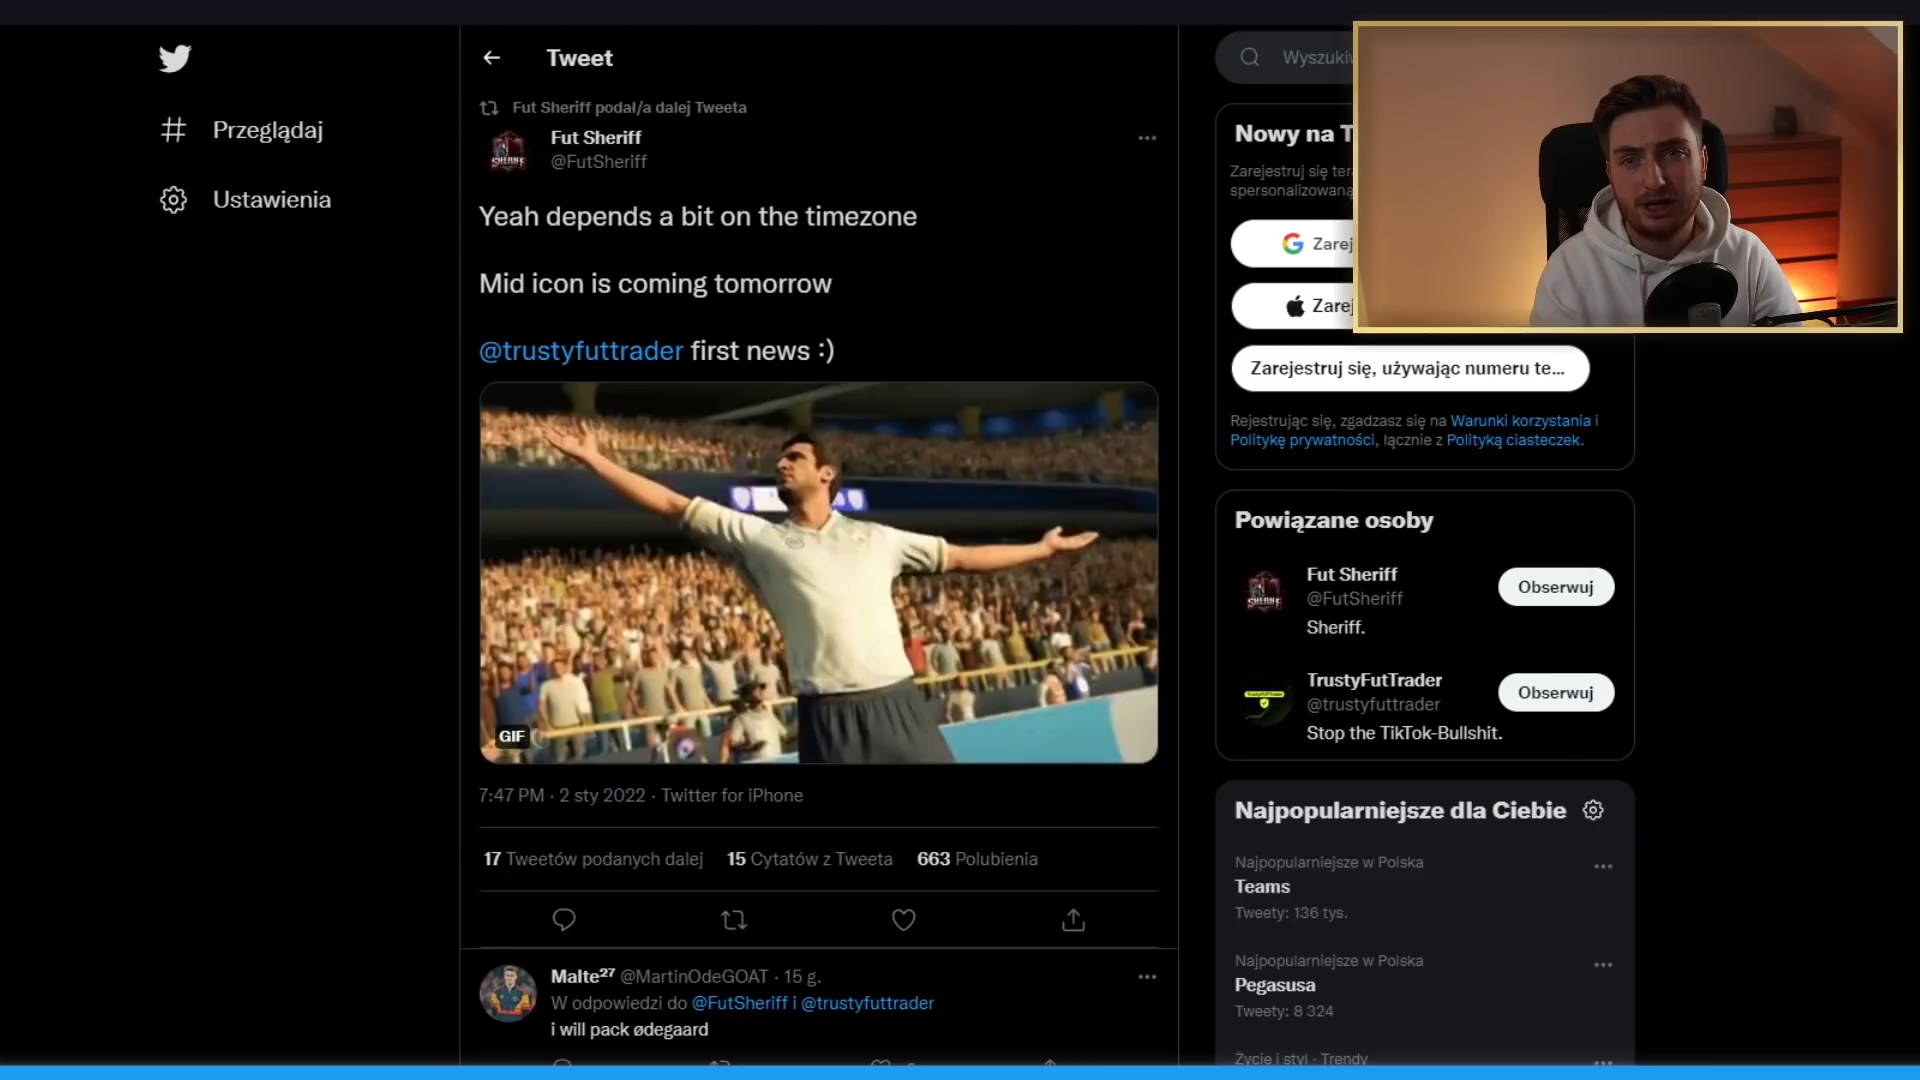 Tweet
Wyszukiw
Przeglądaj
Ustawienia
Fut Sheriff podał/a dalej Tweeta
Fut Sheriff
@FutSheriff
Yeah depends a bit on the timezone
Mid icon is coming tomorrow
@trustyfuttrader first news :)
GIF
7:47 PM · 2 sty 2022 · Twitter for iPhone
17 Tweetów podanych dalej 15 Cytatów z Tweeta 663 Polubienia
Malte²⁷ @MartinOdeGOAT · 15 g.
W odpowiedzi do @FutSheriff i @trustyfuttrader
i will pack ødegaard
Nowy na T
Zarejestruj się ter
spersonalizowaną
Zarej
Zarej
Zarejestruj się, używając numeru te...
Rejestrując się, zgadzasz się na Warunki korzystania i
Politykę prywatności, łącznie z Polityką ciasteczek.
Powiązane osoby
Fut Sheriff
@FutSheriff
Obserwuj
Sheriff.
TrustyFutTrader
@trustyfuttrader
Obserwuj
Stop the TikTok-Bullshit.
Najpopularniejsze dla Ciebie
Najpopularniejsze w Polska
Teams
Tweety: 136 tys.
Najpopularniejsze w Polska
Pegasusa
Tweety: 8 324
Życie i styl · Trendy